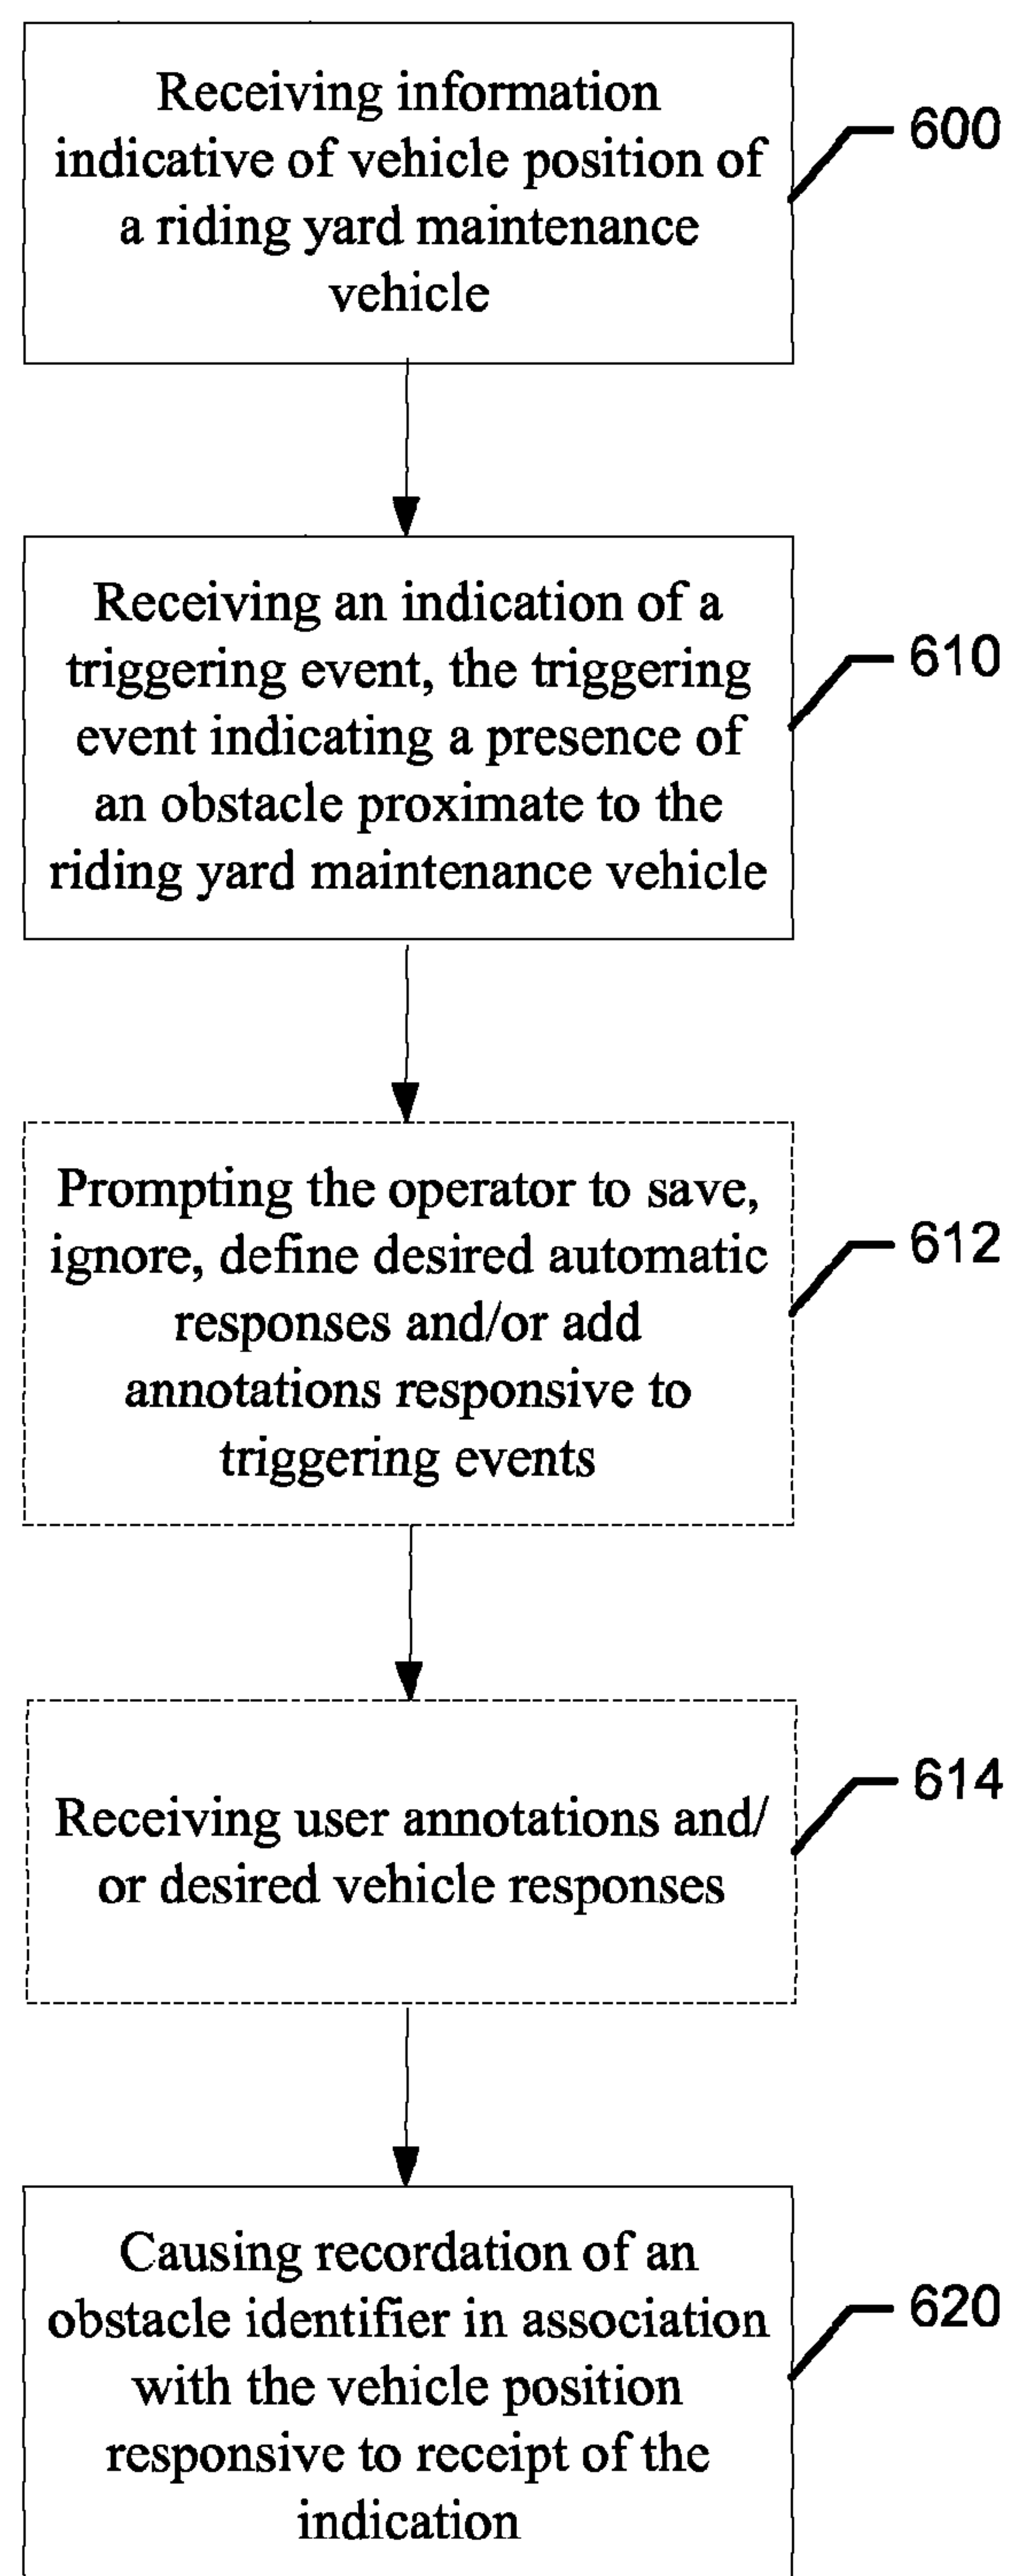 Receiving information
indicative of vehicle position of
a riding yard maintenance
vehicle
600
Receiving an indication of a
triggering event, the triggering
event indicating a presence of
an obstacle proximate to the
riding yard maintenance vehicle
610
Prompting the operator to save,
ignore, define desired automatic
responses and/or add
annotations responsive to
triggering events
612
Receiving user annotations and/
or desired vehicle responses
614
Causing recordation of an
obstacle identifier in association
with the vehicle position
responsive to receipt of the
indication
620